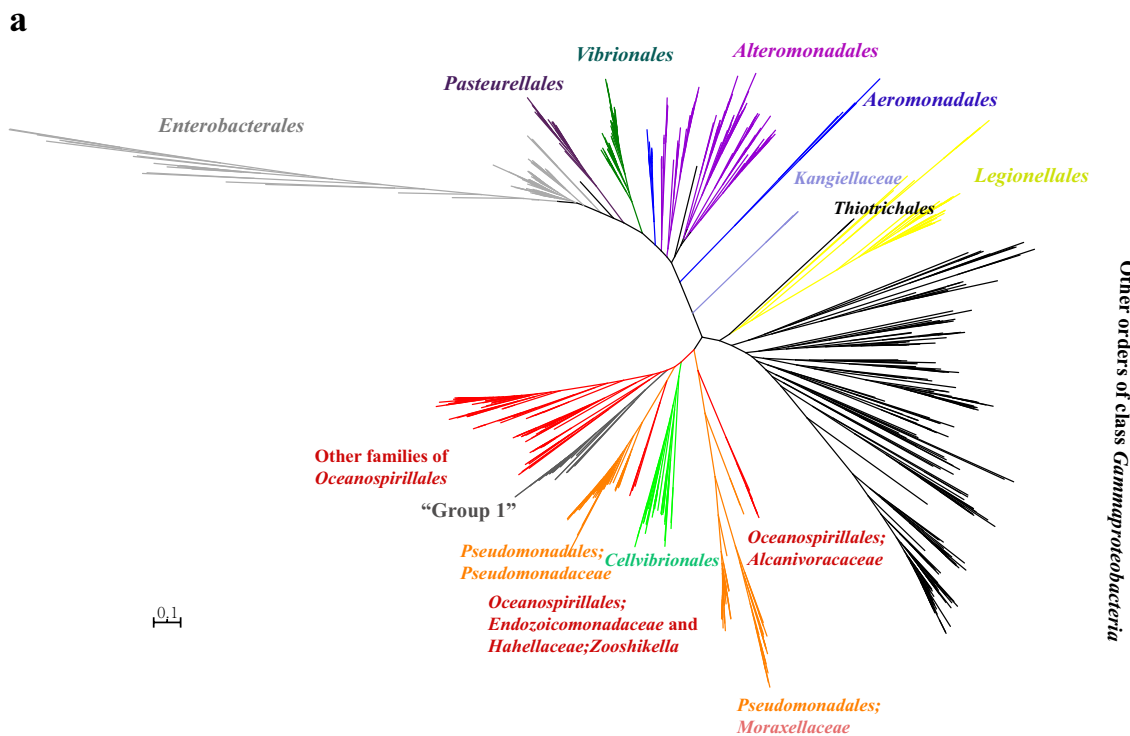 a
Vibrionales
Alteromonadales
Pasteurellales
Aeromonadales
Enterobacterales
Kangiellaceae
Legionellales
Thiotrichales
Other orders of class Gammaproteobacteria
Other families of
Oceanospirillales
“Group 1”
Pseudomonadales;
Pseudomonadaceae
Cellvibrionales
Oceanospirillales;
Alcanivoracaceae
Oceanospirillales;
Endozoicomonadaceae and
Hahellaceae;Zooshikella
0,1
Pseudomonadales;
Moraxellaceae